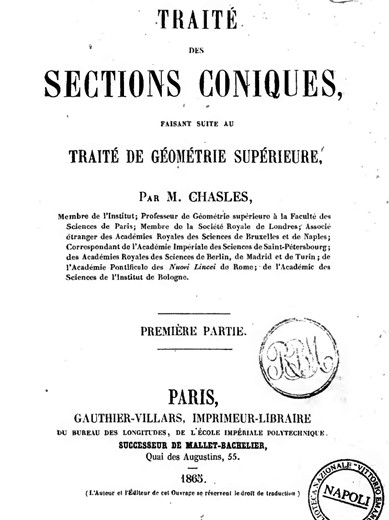 TRAITÉ
DES
SECTIONS CONIQUES,
FAISANT SUITE AU
TRAITÉ DE GÉOMÉTRIE SUPÉRIEURE,
PAR M. CHASLES,
Membre de l'Institut; Professeur de Géométrie supérieure à la Faculté des
Sciences de Paris; Membre de la Société Royale de Londres; Associé
étranger des Académies Royales des Sciences de Bruxelles et de Naples;
Correspondant de l'Académie Impériale des Sciences de Saint-Pétersbourg;
des Académies Royales des Sciences de Berlin, de Madrid et de Turin; de
l'Académie Pontificale des Nuovi Lincei de Rome; de l'Académie des
Sciences de l'Institut de Bologne.
PREMIÈRE PARTIE.
PARIS,
GAUTHIER-VILLARS, IMPRIMEUR-LIBRAIRE
DU BUREAU DES LONGITUDES, DE L'ÉCOLE IMPÉRIALE POLYTECHNIQUE.
SUCCESSEUR DE MALLET-BACHELIER,
Quai des Augustins, 55.
1865.
(L'Auteur et l'Éditeur de cet Ouvrage se réservent le droit de traduction)
NAZIONALE "VITTORIO
NAPOLI